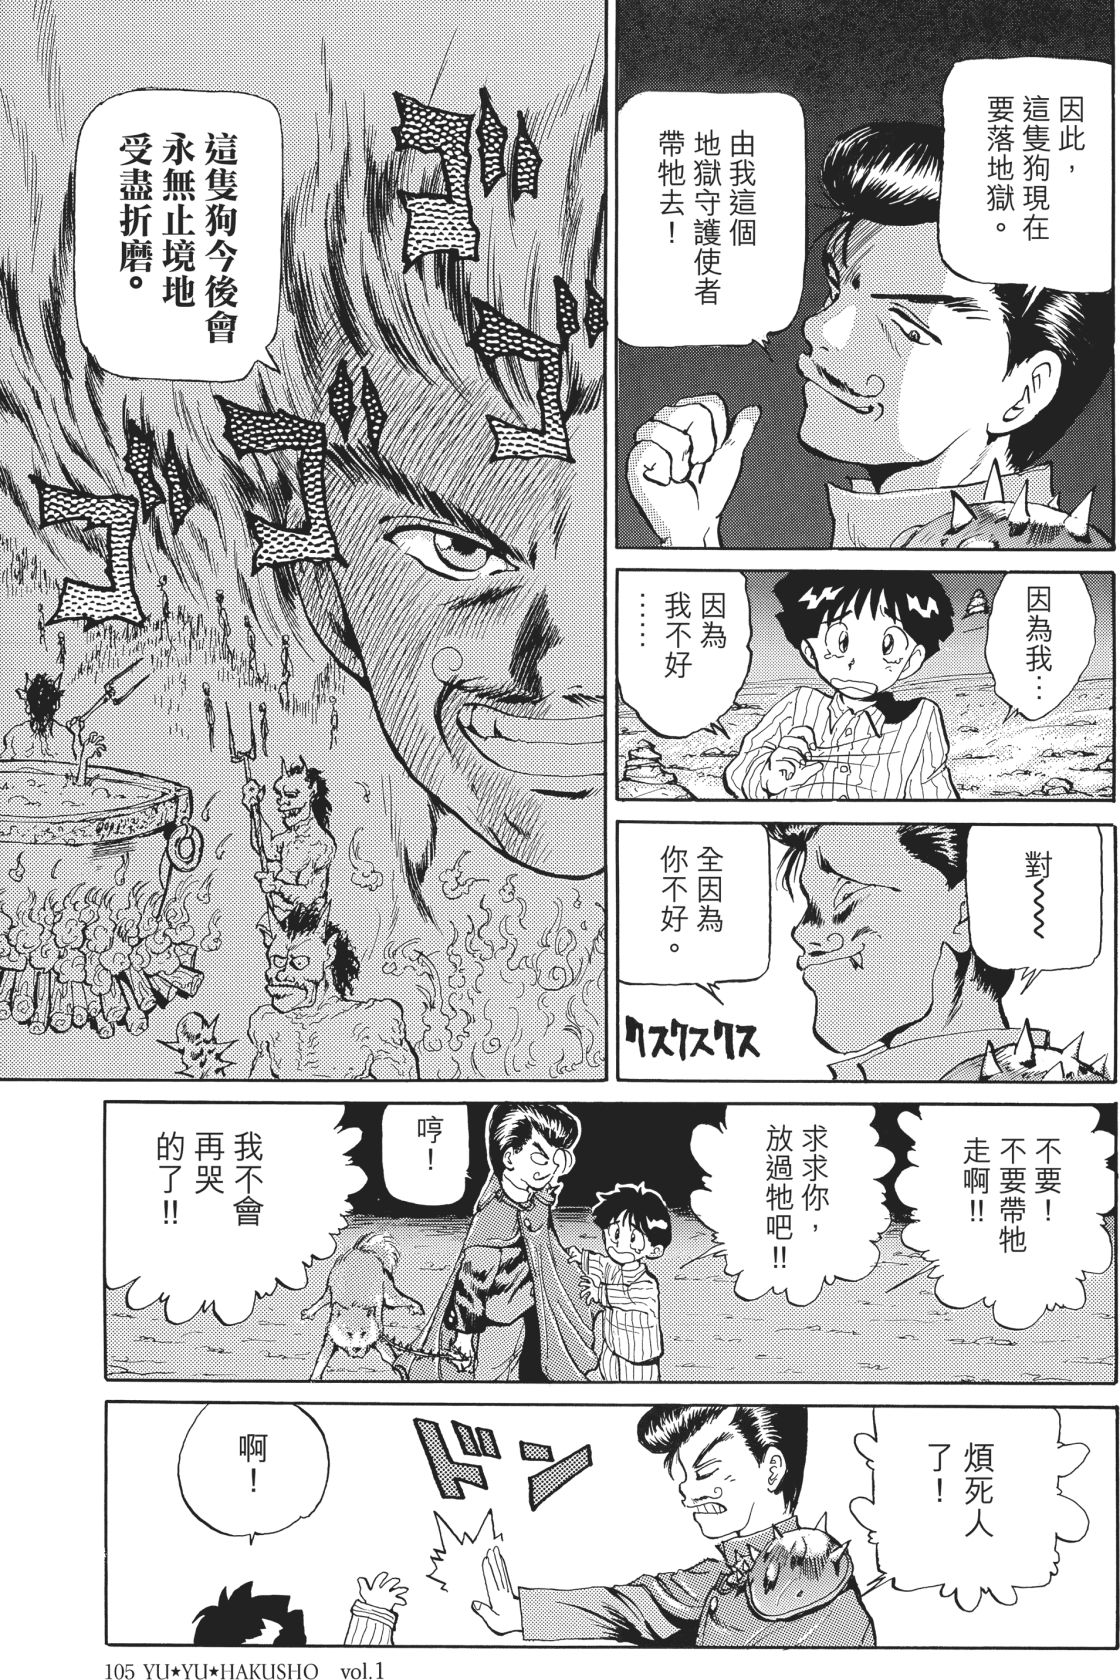 因此，
這隻狗現在
要落地獄。
由我這個
地獄守護使者
帶牠去！
因為我…
因為
我不好
……
對
全因為
你不好。
クスクスクス
ゴゴゴゴ
這隻狗今後會
永無止境地
受盡折磨。
不要！
不要帶牠
走啊!!
求求你，
放過牠吧!!
哼！
我不會
再哭
的了!!
煩死人
了！
ドン
啊！
105 YU★YU★HAKUSHO vol.1